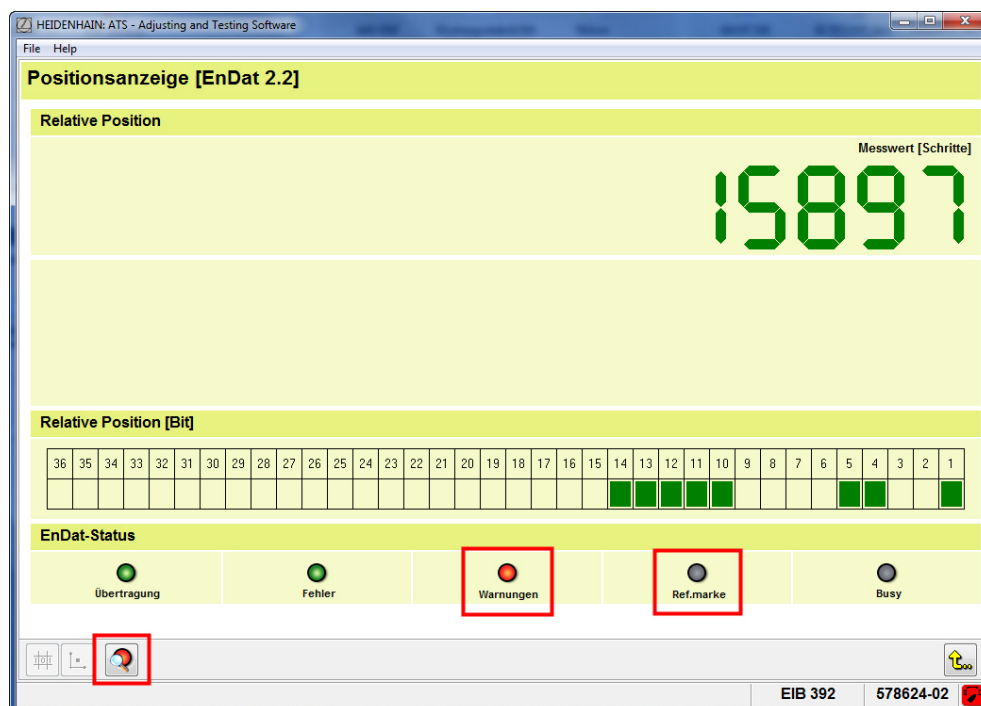 HEIDENHAIN: ATS - Adjusting and Testing Software
File Help
Positionsanzeige [EnDat 2.2]
Relative Position
Messwert [Schritte]
15897
Relative Position [Bit]
36 35 34 33 32 31 30 29 28 27 26 25 24 23 22 21 20 19 18 17 16 15 14 13 12 11 10 9 8 7 6 5 4 3 2 1
EnDat-Status
Übertragung Fehler Warnungen Ref.marke Busy
EIB 392 578624-02